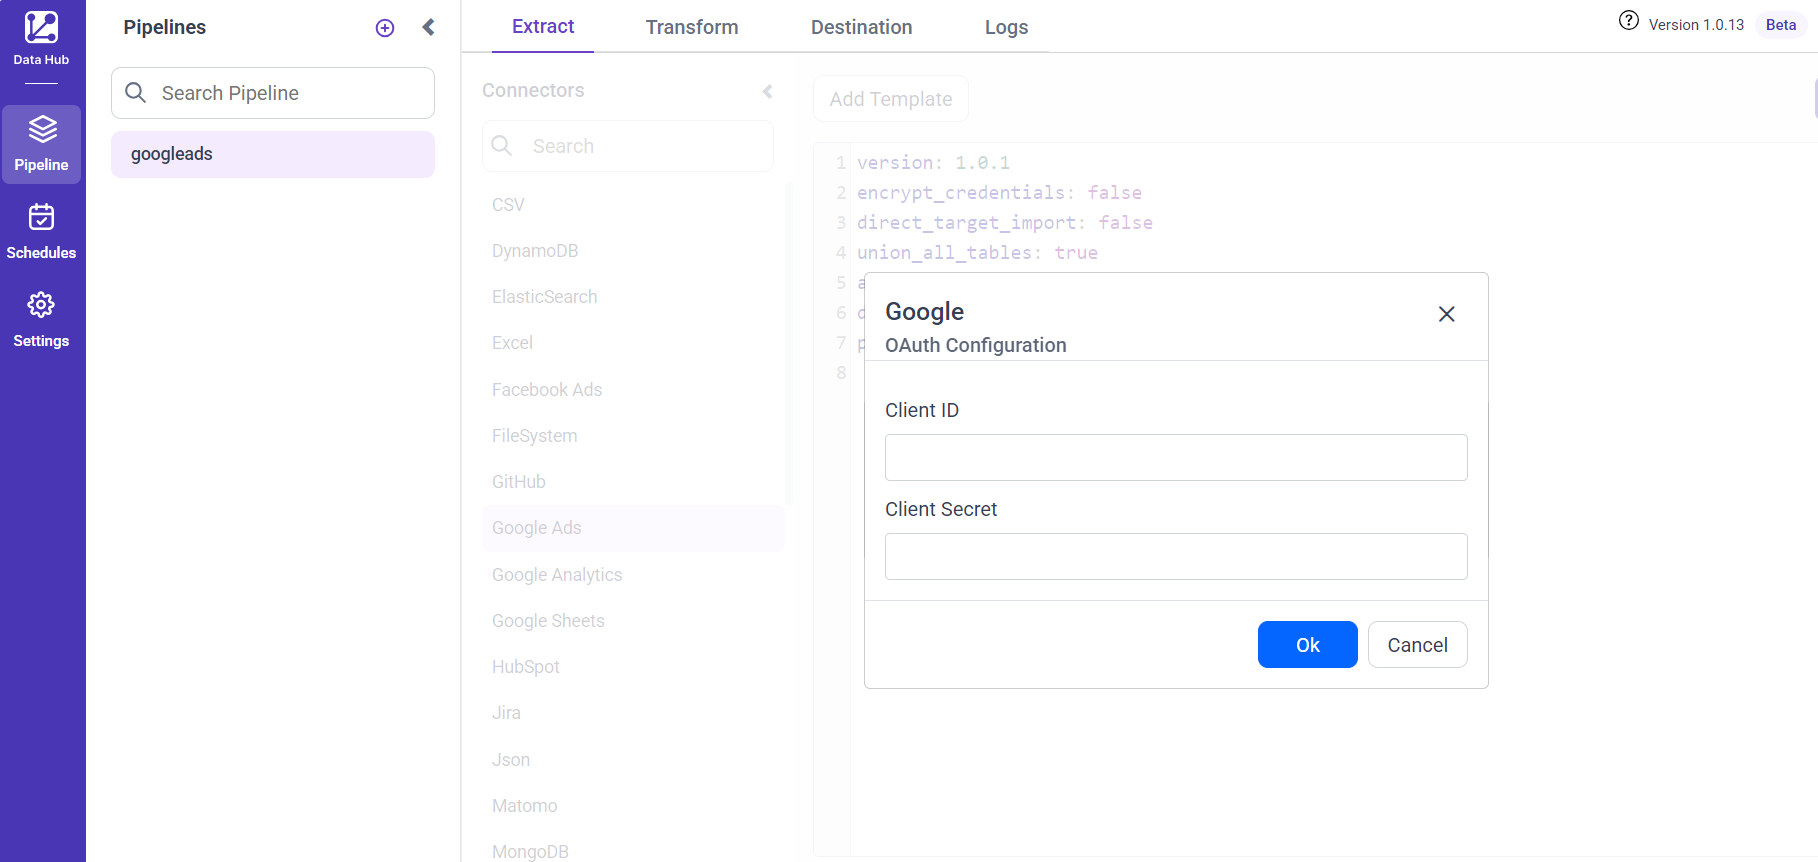 Data Hub
Pipeline
Schedules
Settings
Pipelines
Search Pipeline
googleads
Extract
Transform
Destination
Logs
Version 1.0.13
Beta
Connectors
Search
CSV
DynamoDB
ElasticSearch
Excel
Facebook Ads
FileSystem
GitHub
Google Ads
Google Analytics
Google Sheets
HubSpot
Jira
Json
Matomo
MongoDB
Add Template
1 version: 1.0.1
2 encrypt_credentials: false
3 direct_target_import: false
4 union_all_tables: true
5 a
6 d
7 p
8
Google
OAuth Configuration
Client ID
Client Secret
Ok
Cancel